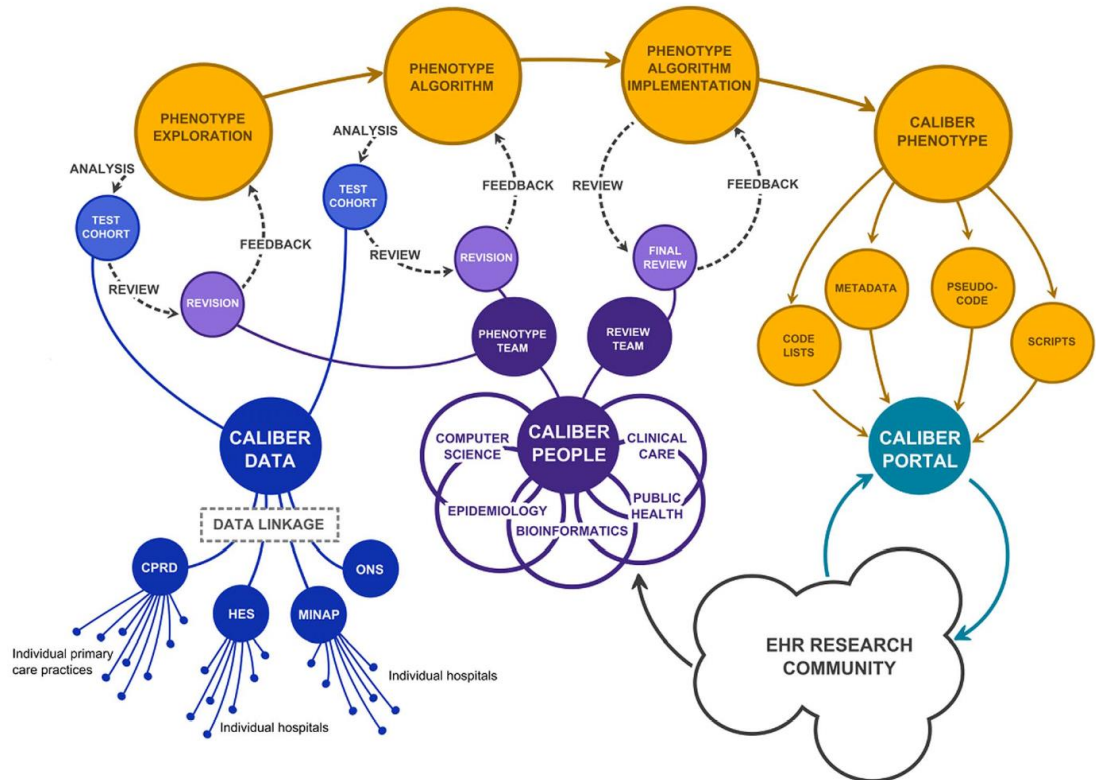 PHENOTYPE
EXPLORATION
PHENOTYPE
ALGORITHM
PHENOTYPE
ALGORITHM
IMPLEMENTATION
CALIBER
PHENOTYPE
ANALYSIS
TEST
COHORT
REVIEW
REVISION
FEEDBACK
ANALYSIS
TEST
COHORT
REVIEW
REVISION
FEEDBACK
REVIEW
FINAL
REVIEW
FEEDBACK
PHENOTYPE
TEAM
REVIEW
TEAM
CODE
LISTS
METADATA
PSEUDO-
CODE
SCRIPTS
CALIBER
DATA
DATA LINKAGE
CPRD
HES
MINAP
ONS
Individual primary
care practices
Individual hospitals
Individual hospitals
CALIBER
PEOPLE
COMPUTER
SCIENCE
EPIDEMIOLOGY
BIOINFORMATICS
PUBLIC
HEALTH
CLINICAL
CARE
CALIBER
PORTAL
EHR RESEARCH
COMMUNITY